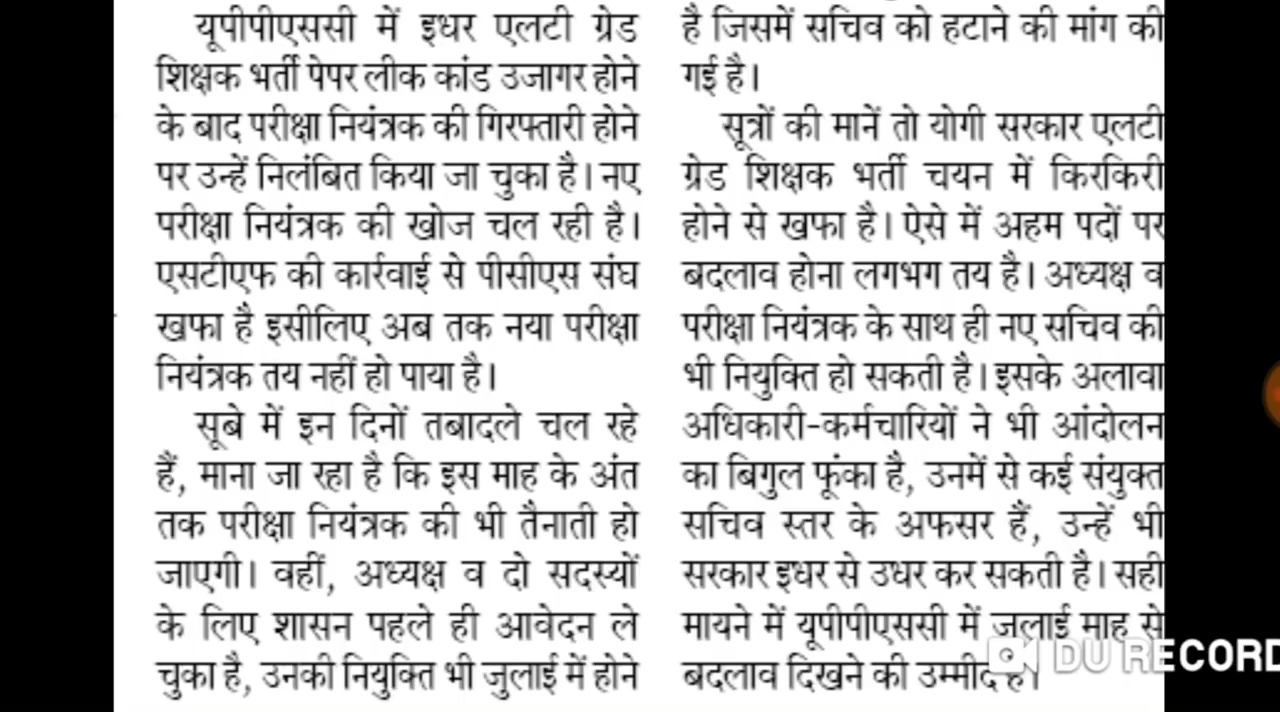 यूपीपीएससी में इधर एलटी ग्रेड
शिक्षक भर्ती पेपर लीक कांड उजागर होने
के बाद परीक्षा नियंत्रक की गिरफ्तारी होने
पर उन्हें निलंबित किया जा चुका है। नए
परीक्षा नियंत्रक की खोज चल रही है।
एसटीएफ की कार्रवाई से पीसीएस संघ
खफा है इसीलिए अब तक नया परीक्षा
नियंत्रक तय नहीं हो पाया है।
सूबे में इन दिनों तबादले चल रहे
हैं, माना जा रहा है कि इस माह के अंत
तक परीक्षा नियंत्रक की भी तैनाती हो
जाएगी। वहीं, अध्यक्ष व दो सदस्यों
के लिए शासन पहले ही आवेदन ले
चुका है, उनकी नियुक्ति भी जुलाई में होने
है जिसमें सचिव को हटाने की मांग की
गई है।
सूत्रों की मानें तो योगी सरकार एलटी
ग्रेड शिक्षक भर्ती चयन में किरकिरी
होने से खफा है। ऐसे में अहम पदों पर
बदलाव होना लगभग तय है। अध्यक्ष व
परीक्षा नियंत्रक के साथ ही नए सचिव की
भी नियुक्ति हो सकती है। इसके अलावा
अधिकारी-कर्मचारियों ने भी आंदोलन
का बिगुल फूंका है, उनमें से कई संयुक्त
सचिव स्तर के अफसर हैं, उन्हें भी
सरकार इधर से उधर कर सकती है। सही
मायने में यूपीपीएससी में जुलाई माह से
बदलाव दिखने की उम्मीद है।
DU RECORD